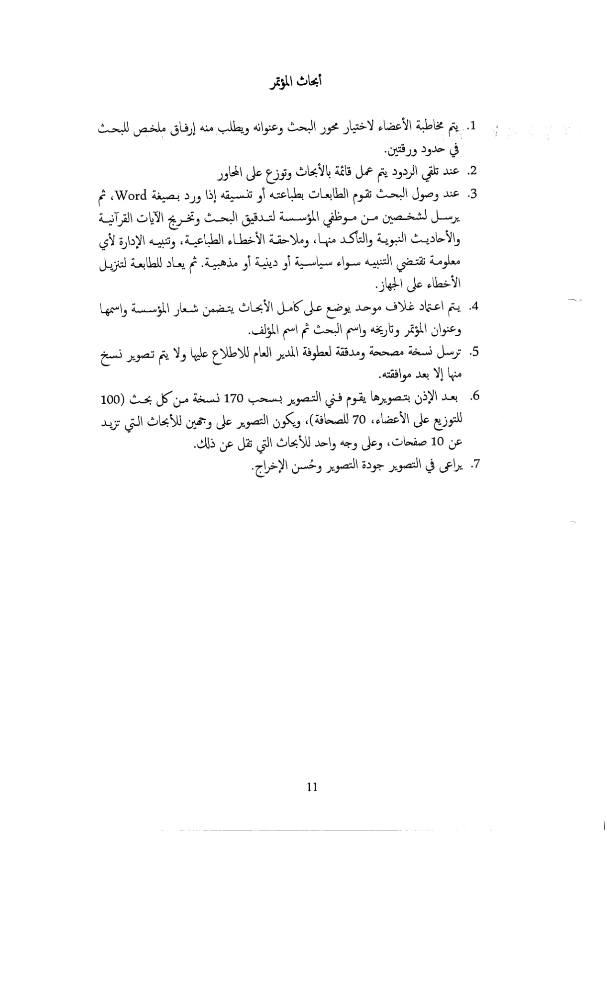 أبحاث المؤتمر
1. يتم مخاطبة الأعضاء لاختيار محور البحث وعنوانه ويطلب منه إرفاق ملخص للبحث
في حدود ورقتين.
2. عند تلقي الردود يتم عمل قائمة بالأبحاث وتوزع على المحاور
3. عند وصول البحث تقوم الطابعات بطباعته أو تنسيقه إذا ورد بصيغة Word، ثم
يرسل لشخصين من موظفي المؤسسة لتدقيق البحث وتخريج الآيات القرآنية
والأحاديث النبوية والتأكد منها، وملاحقة الأخطاء الطباعية، وتنبيه الإدارة لأي
معلومة تقتضي التنبيه سواء سياسية أو دينية أو مذهبية. ثم يعاد للطابعة لتنزيل
الأخطاء على الجهاز.
4. يتم اعتماد غلاف موحد يوضع على كامل الأبحاث يتضمن شعار المؤسسة واسمها
وعنوان المؤتمر وتاريخه واسم البحث ثم اسم المؤلف.
5. ترسل نسخة مصححة ومدققة لعطوفة المدير العام للاطلاع عليها ولا يتم تصوير نسخ
منها إلا بعد موافقته.
6. بعد الإذن بتصويرها يقوم فني التصوير بسحب 170 نسخة من كل بحث (100
للتوزيع على الأعضاء، 70 للصحافة)، ويكون التصوير على وجهين للأبحاث التي تزيد
عن 10 صفحات، وعلى وجه واحد للأبحاث التي تقل عن ذلك.
7. يراعى في التصوير جودة التصوير وحُسن الإخراج.
11